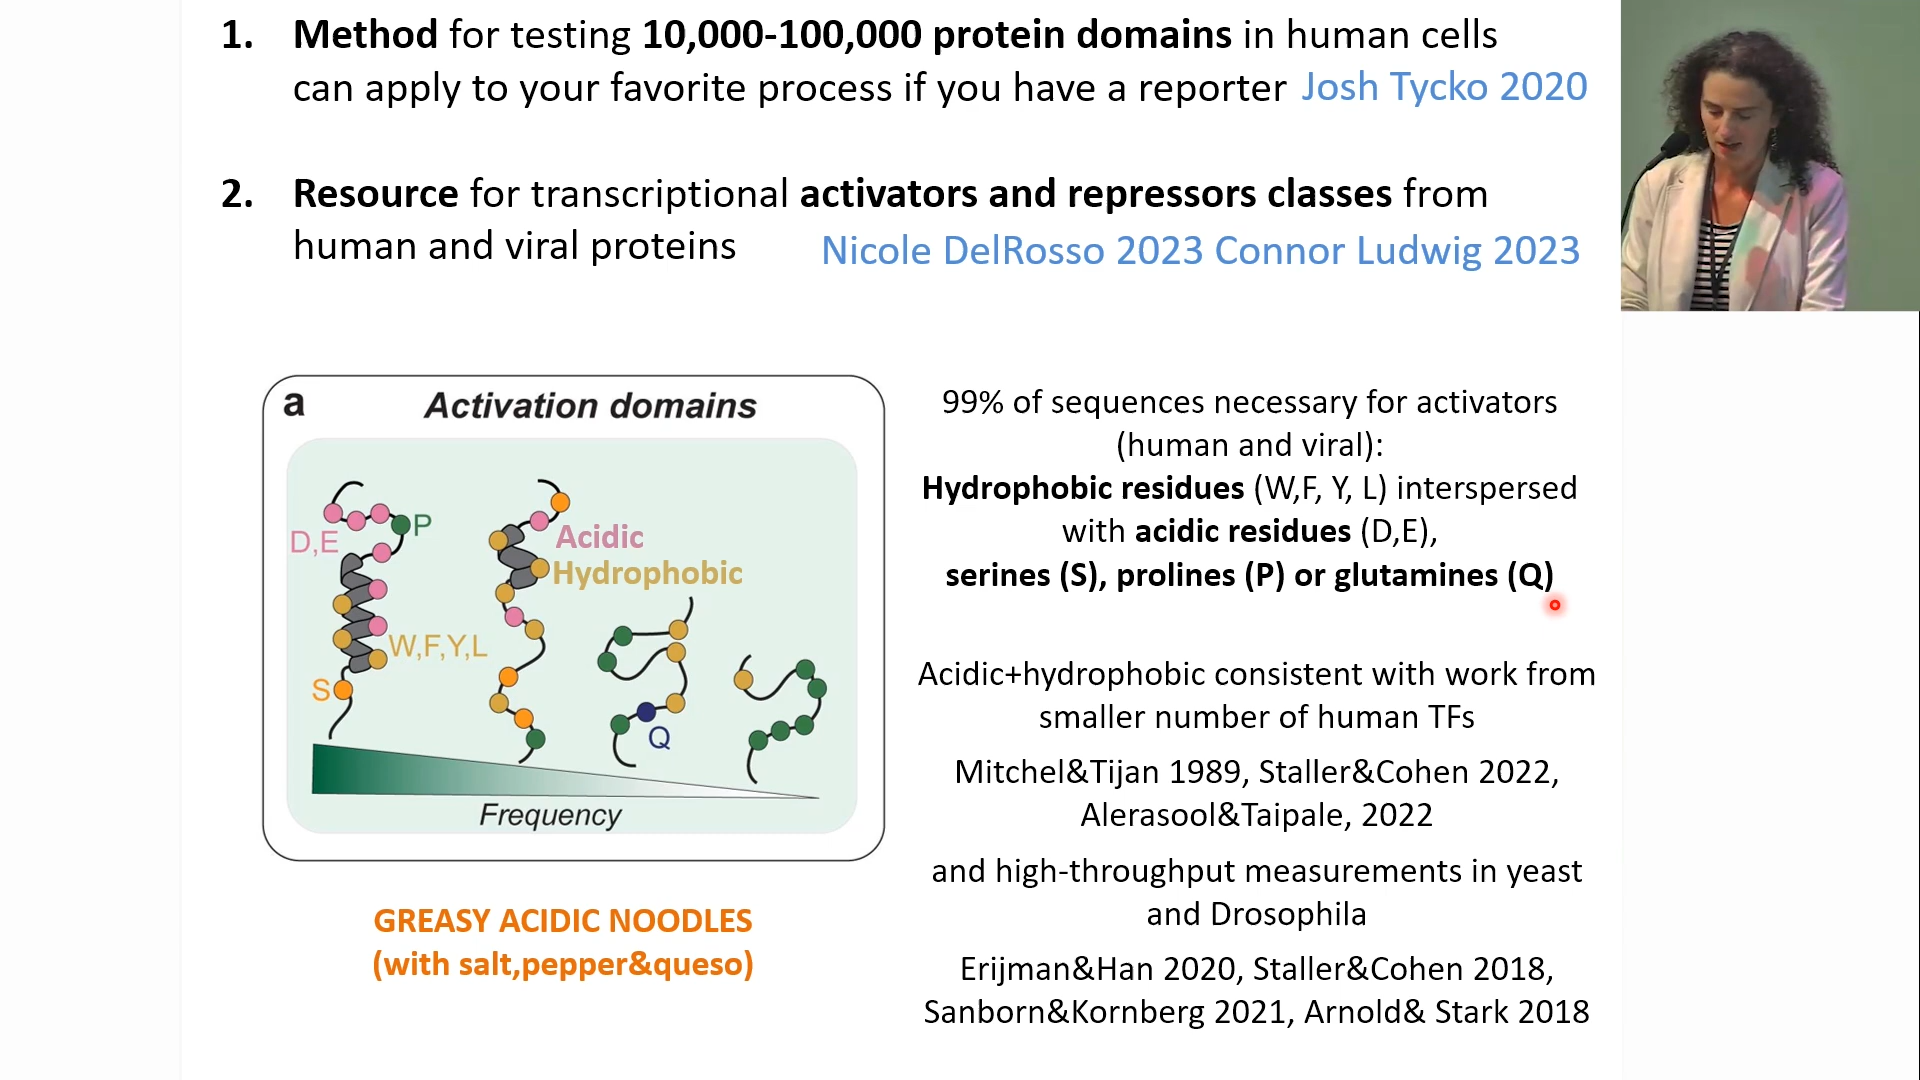 1. Method for testing 10,000-100,000 protein domains in human cells
can apply to your favorite process if you have a reporter Josh Tycko 2020
2. Resource for transcriptional activators and repressors classes from
human and viral proteins Nicole DelRosso 2023 Connor Ludwig 2023
a Activation domains
D,E
P
W,F,Y,L
S
Acidic
Hydrophobic
Q
Frequency
GREASY ACIDIC NOODLES
(with salt,pepper&queso)
99% of sequences necessary for activators
(human and viral):
Hydrophobic residues (W,F, Y, L) interspersed
with acidic residues (D,E),
serines (S), prolines (P) or glutamines (Q)
Acidic+hydrophobic consistent with work from
smaller number of human TFs
Mitchel&Tijan 1989, Staller&Cohen 2022,
Alerasool&Taipale, 2022
and high-throughput measurements in yeast
and Drosophila
Erijman&Han 2020, Staller&Cohen 2018,
Sanborn&Kornberg 2021, Arnold& Stark 2018